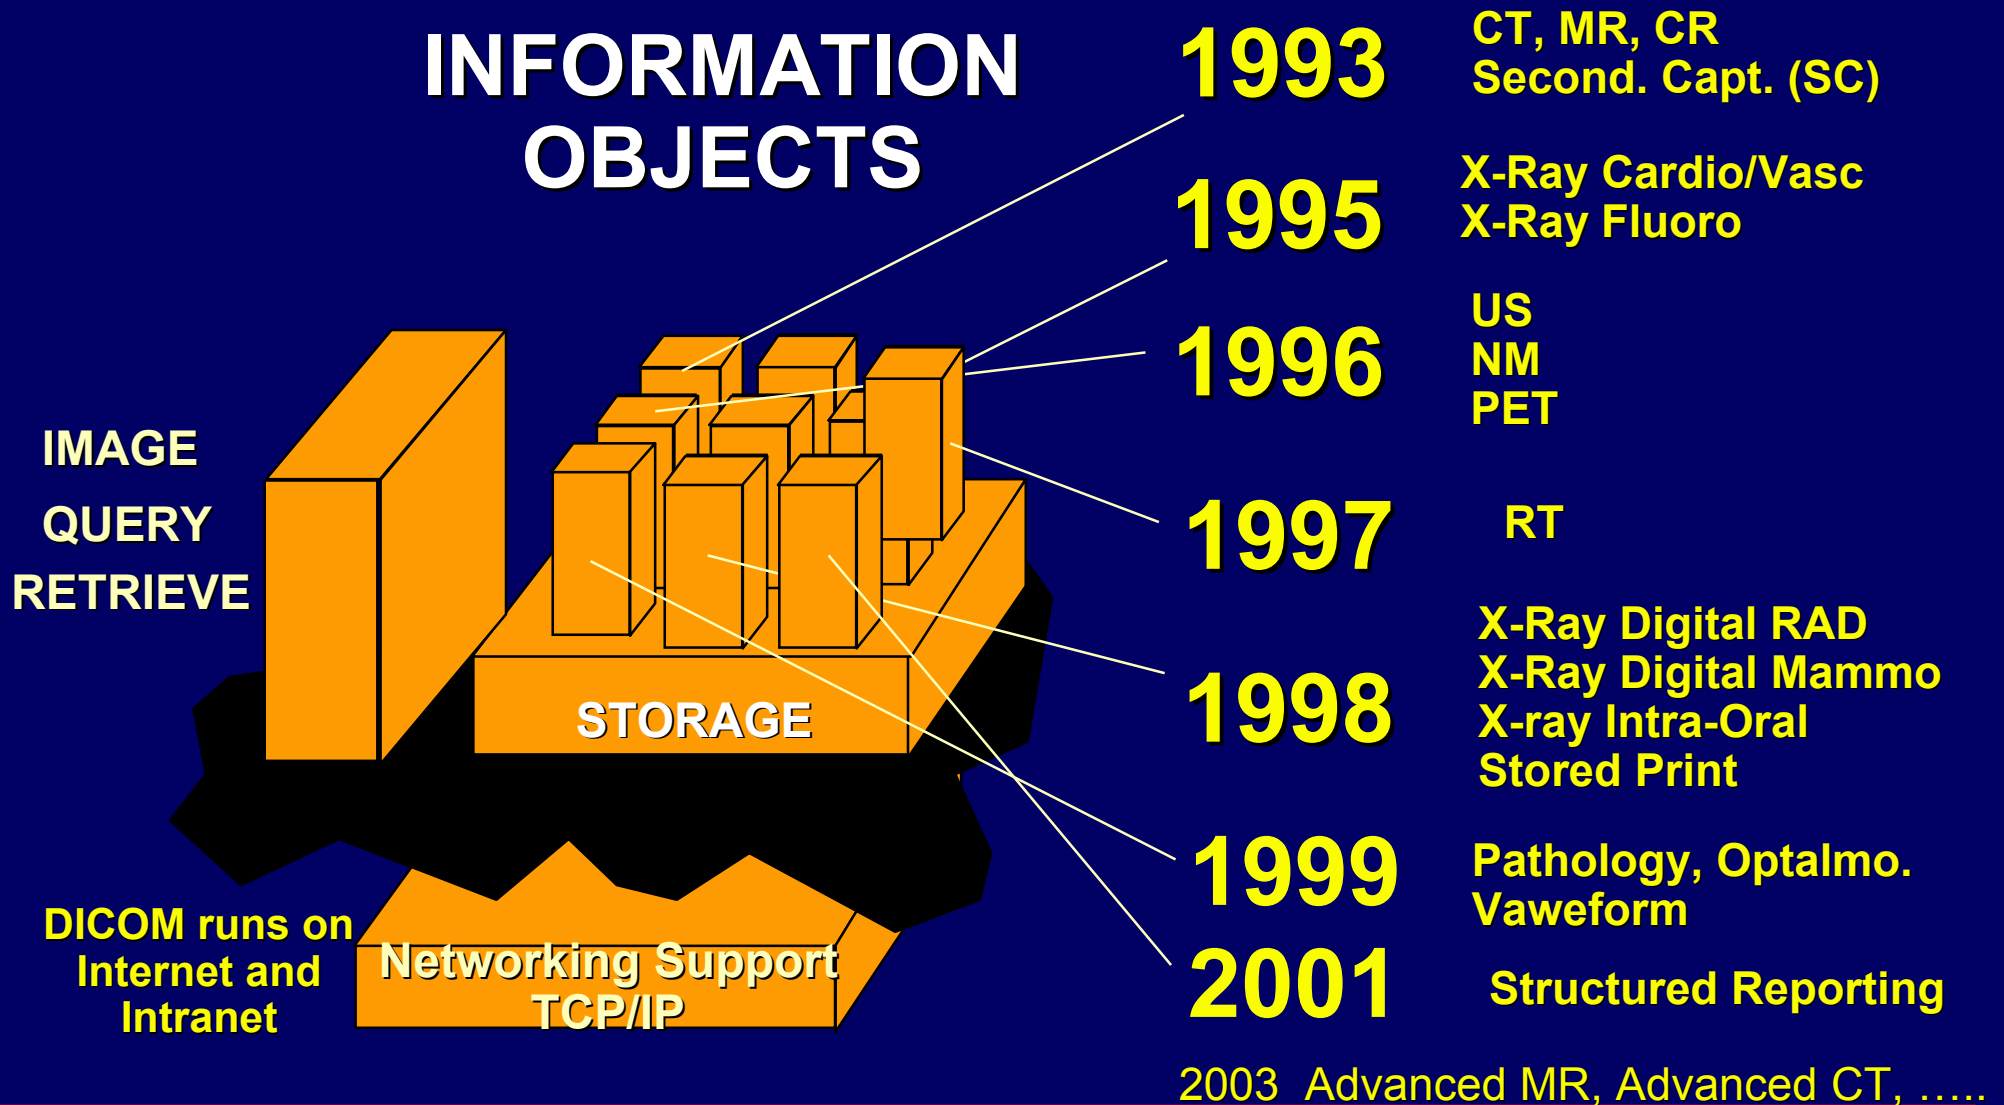 INFORMATION
OBJECTS
1993
CT, MR, CR
Second. Capt. (SC)
1995
X-Ray Cardio/Vasc
X-Ray Fluoro
1996
US
NM
PET
1997
RT
1998
X-Ray Digital RAD
X-Ray Digital Mammo
X-ray Intra-Oral
Stored Print
1999
Pathology, Optalmo.
Vaweform
2001
Structured Reporting
2003 Advanced MR, Advanced CT, …..
IMAGE
QUERY
RETRIEVE
STORAGE
DICOM runs on
Internet and
Intranet
Networking Support
TCP/IP